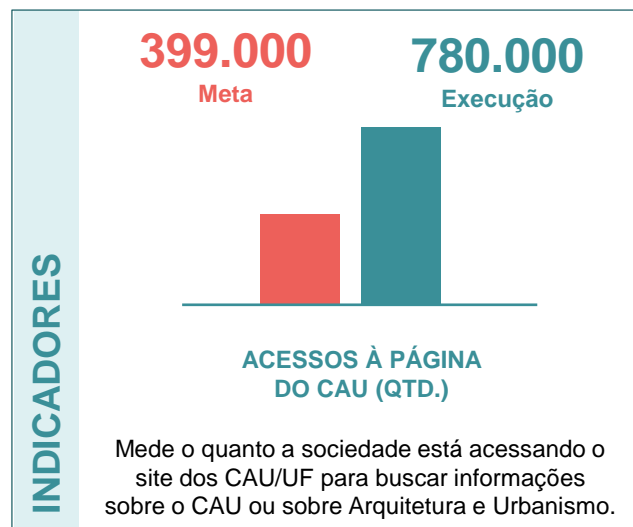 399.000
Meta
780.000
Execução
INDICADORES
ACESSOS À PÁGINA
DO CAU (QTD.)
Mede o quanto a sociedade está acessando o
site dos CAU/UF para buscar informações
sobre o CAU ou sobre Arquitetura e Urbanismo.